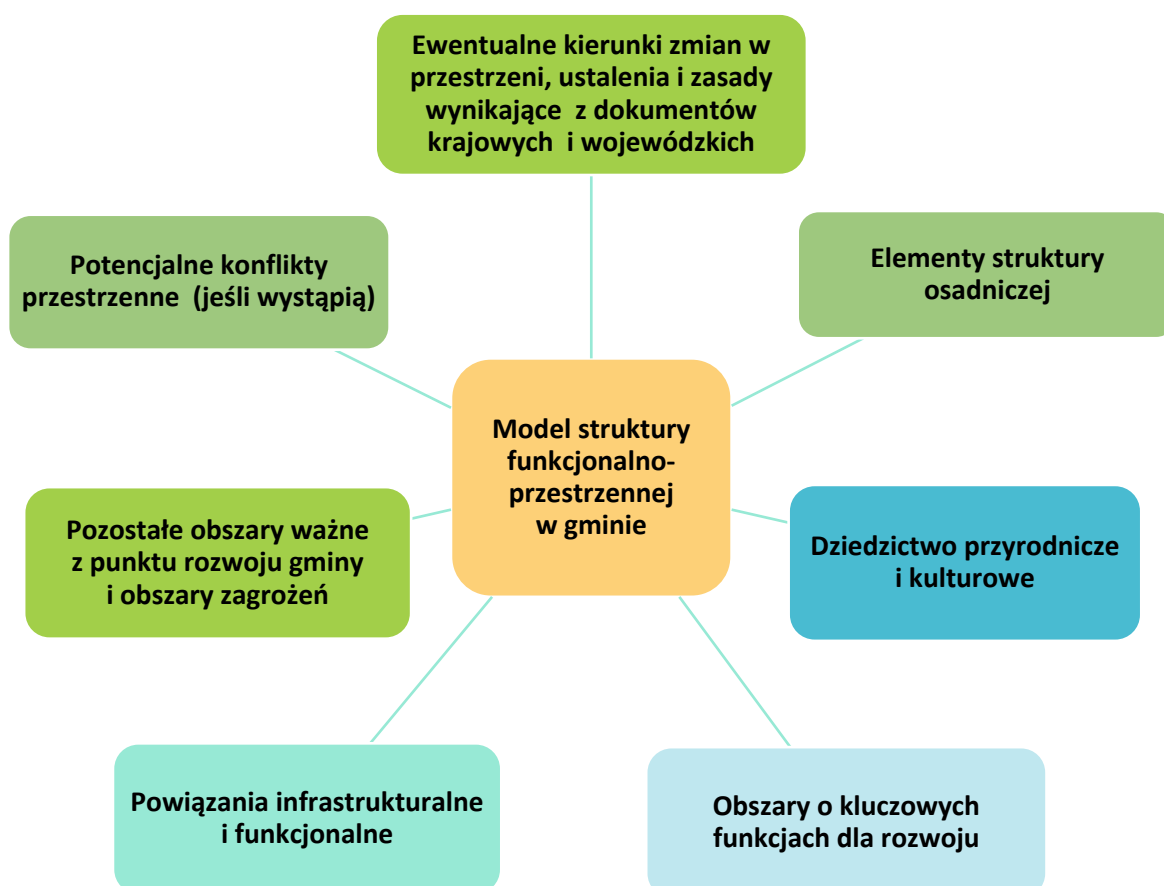 Ewentualne kierunki zmian w
przestrzeni, ustalenia i zasady
wynikające z dokumentów
krajowych i wojewódzkich
Potencjalne konflikty
przestrzenne (jeśli wystąpią)
Elementy struktury
osadniczej
Model struktury
funkcjonalno-
przestrzennej
w gminie
Pozostałe obszary ważne
z punktu rozwoju gminy
i obszary zagrożeń
Dziedzictwo przyrodnicze
i kulturowe
Powiązania infrastrukturalne
i funkcjonalne
Obszary o kluczowych
funkcjach dla rozwoju